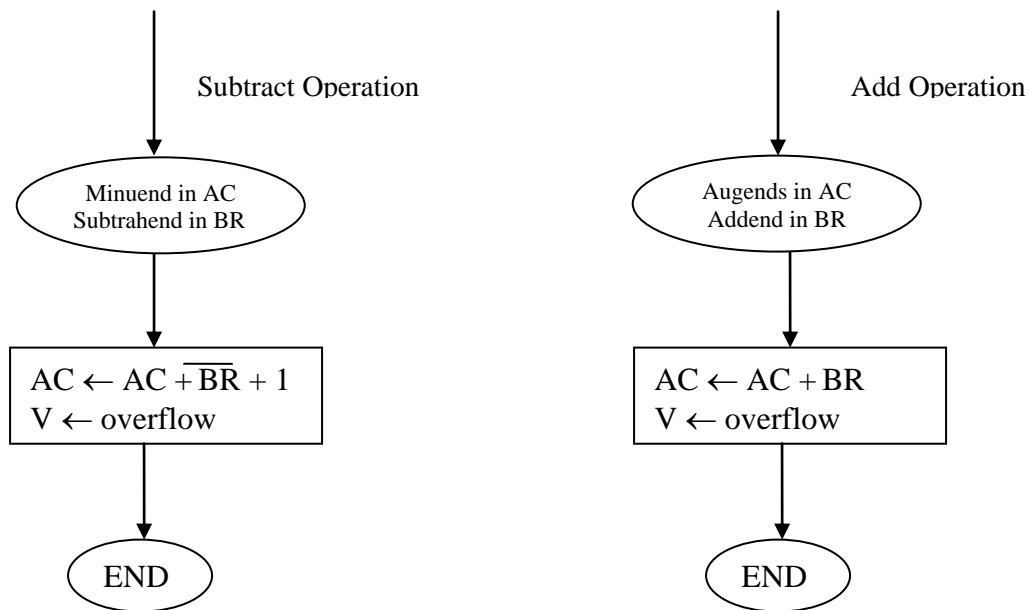 Subtract Operation
Minuend in AC
Subtrahend in BR
AC ← AC + B̅R̅ + 1
V ← overflow
END
Add Operation
Augends in AC
Addend in BR
AC ← AC + BR
V ← overflow
END